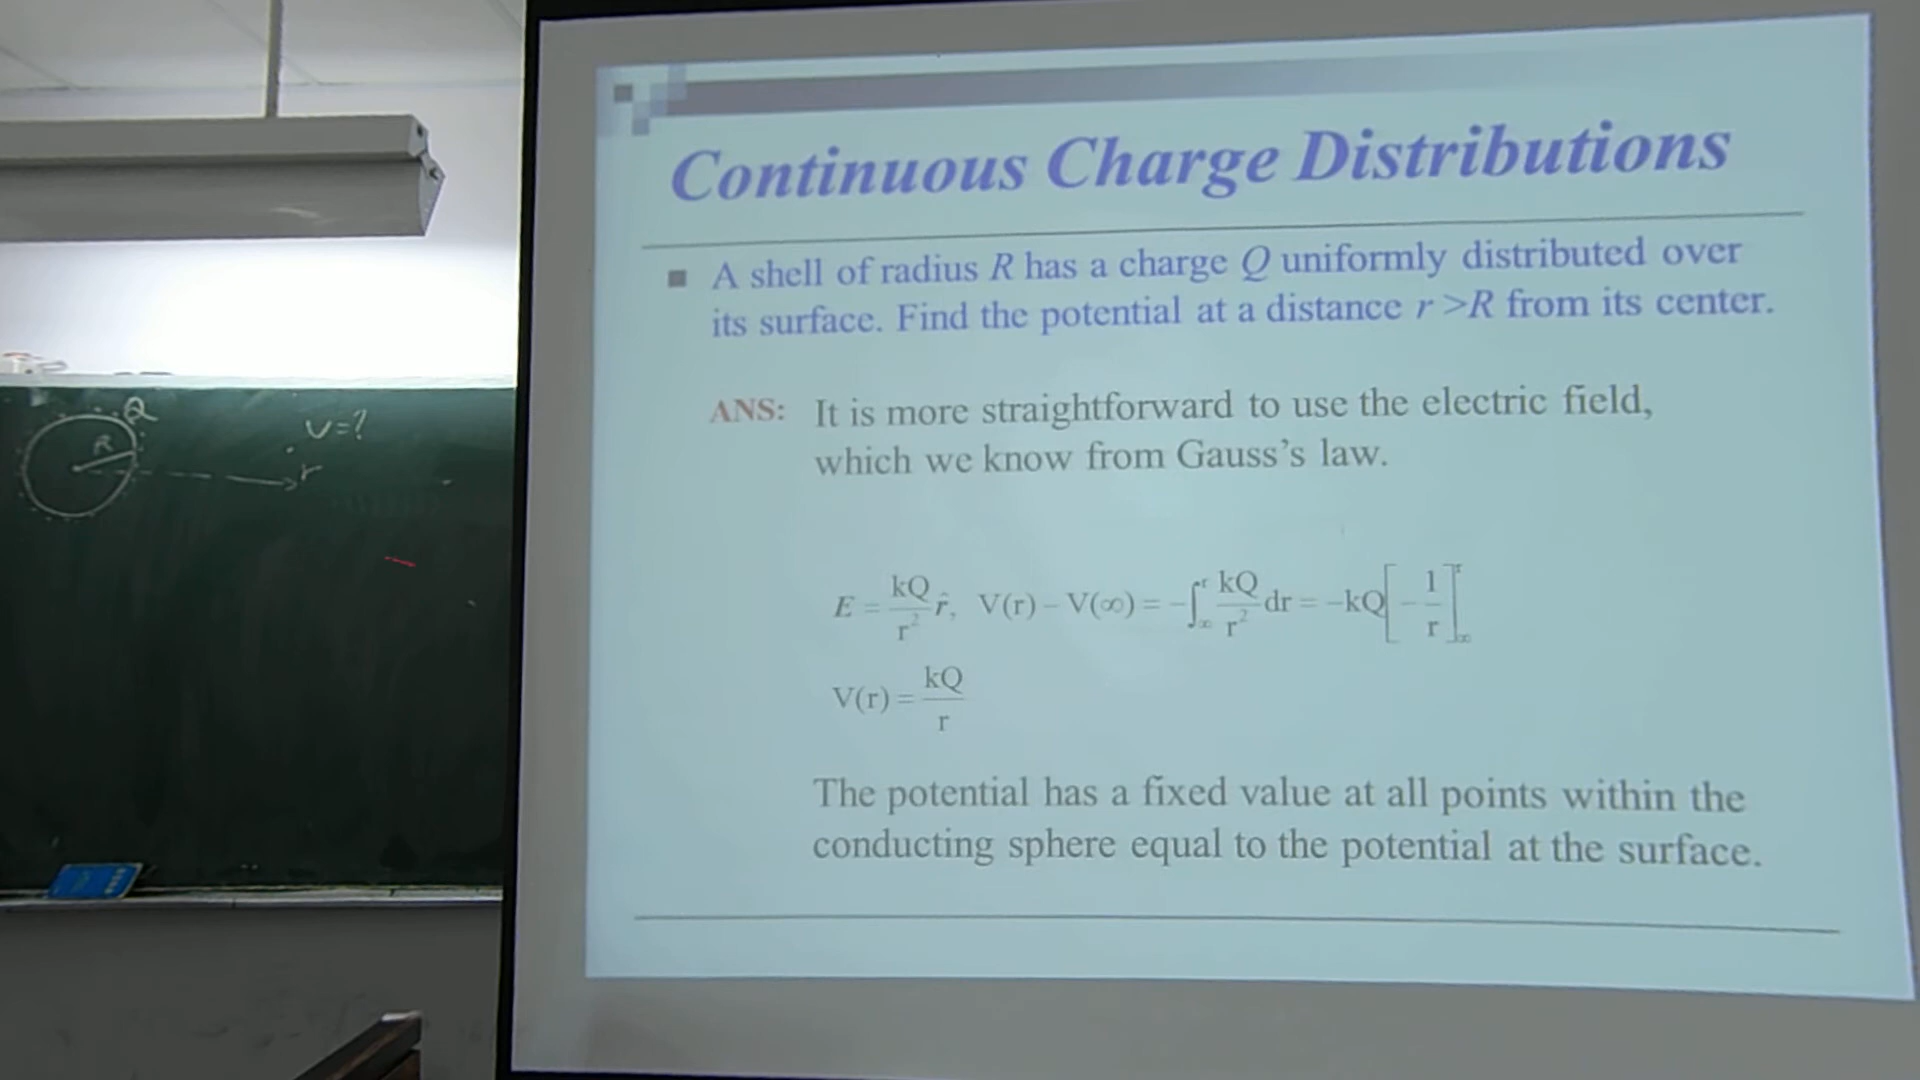 Q
R
V=?
r
Continuous Charge Distributions
A shell of radius R has a charge Q uniformly distributed over
its surface. Find the potential at a distance r >R from its center.
ANS: It is more straightforward to use the electric field,
which we know from Gauss’s law.
E = kQ/r² r̂, V(r) – V(∞) = –∫_∞^r kQ/r² dr = –kQ[–1/r]_∞^r
V(r) = kQ/r
The potential has a fixed value at all points within the
conducting sphere equal to the potential at the surface.